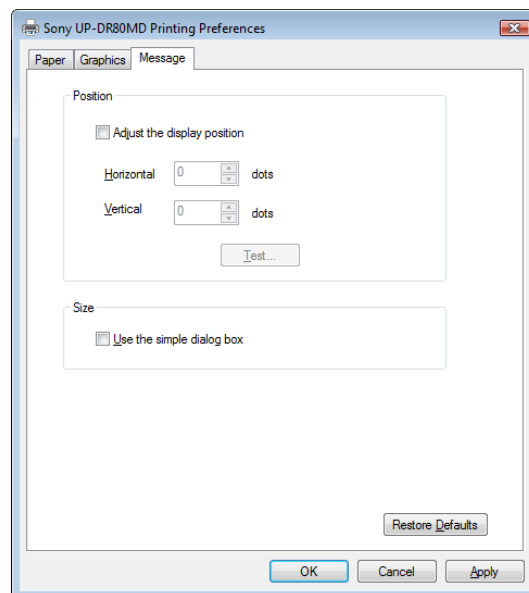 Sony UP-DR80MD Printing Preferences
Paper Graphics Message
Position
Adjust the display position
Horizontal 0 dots
Vertical 0 dots
Test...
Size
Use the simple dialog box
Restore Defaults
OK Cancel Apply